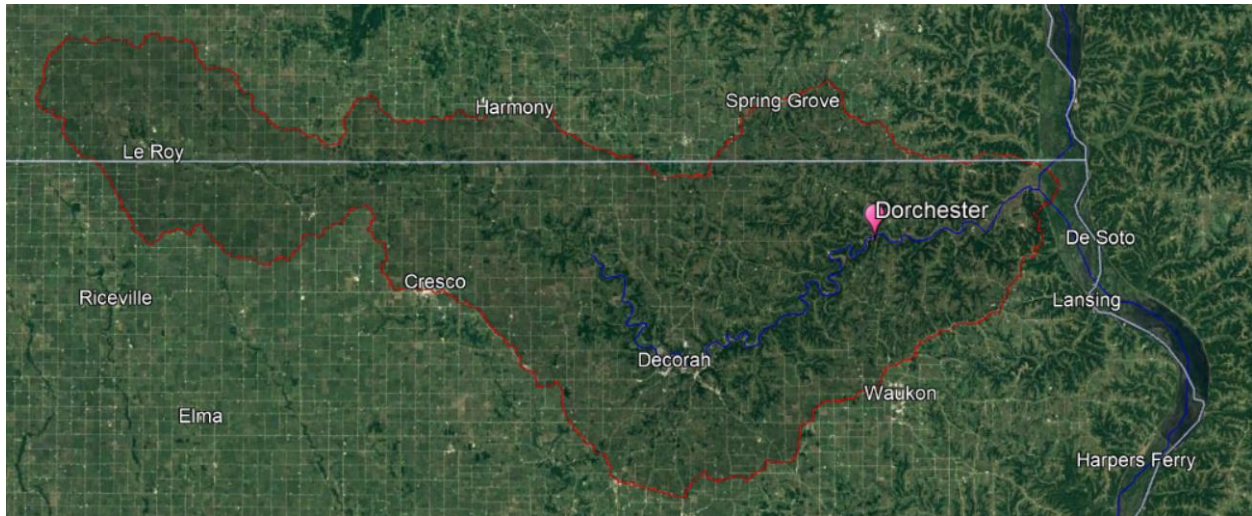 Harmony
Spring Grove
Le Roy
Dorchester
De Soto
Cresco
Riceville
Lansing
Decorah
Waukon
Elma
Harpers Ferry